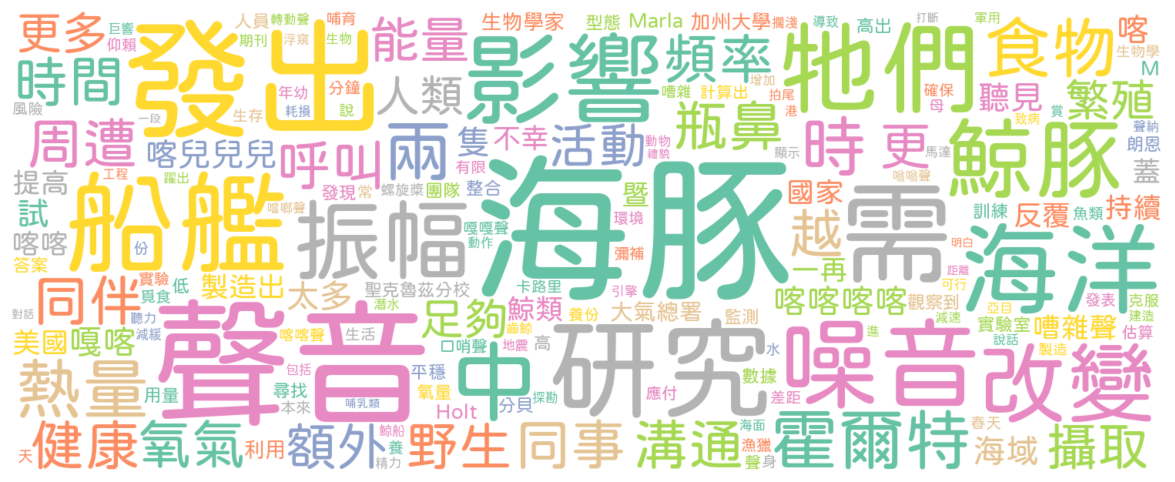 更多 巨響 仰賴 人員 轉動聲 哺育 期刊 浮窺 生物 能量 生物學家 型態 Marla 加州大學 擱淺 導致 高出 打斷 軍用 喀 生物學
時間 發出 影響 頻率 牠們 食物 M
風險 一段 年幼 分鐘 耗損 說 生存 人類 嘈雜 計算出 增加 拍尾 港 確保 母 聽見 致病 賞 繁殖 聲納
周遭 喀兒兒兒 呼叫 兩 隻 不幸 活動 瓶鼻 動物 禮貌 顯示 時 馬達 更 鯨豚 朗恩
提高 工程 躍出 發現 常 有限 螺旋槳 團隊 整合 環境 國家 嗡嗡聲 蓋
試 船艦 噹啷聲 振幅 嘎嘎聲 動作 海豚 越 需 訓練 反覆 魚類 持續
喀喀 份 彌補 一再 明白 海洋
答案 實驗 覓食 低 製造出 太多 聖克魯茲分校 潛水 卡路里 引擎 喀喀喀喀 觀察到 距離 可行
同伴 對話 聽力 減緩 聲音 喀喀聲 生活 足夠 鯨類 養份 大氣總署 監測 減速 亞目 發表 克服 建造
美國 嘎喀 口哨聲 齒鯨 地震 高 研究 水 噪音 進 實驗室 說話 嘈雜聲 製造 估算
熱量 用量 包括 尋找 本來 哺乳類 平穩 氧量 中 分貝 探勘 Holt 應付 數據 差距 改變
天 健康 氧氣 利用 額外 鯨船 養 精力 野生 同事 溝通 海面 漁獵 聲 身 霍爾特 春天 海域 攝取